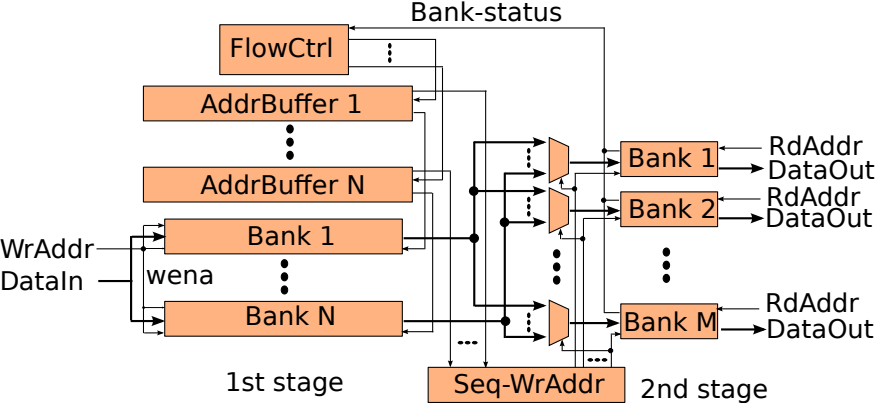 Bank-status
FlowCtrl
AddrBuffer 1
AddrBuffer N
WrAddr
DataIn
wena
Bank 1
Bank N
1st stage
Seq-WrAddr
2nd stage
Bank 1
RdAddr
DataOut
Bank 2
RdAddr
DataOut
Bank M
RdAddr
DataOut